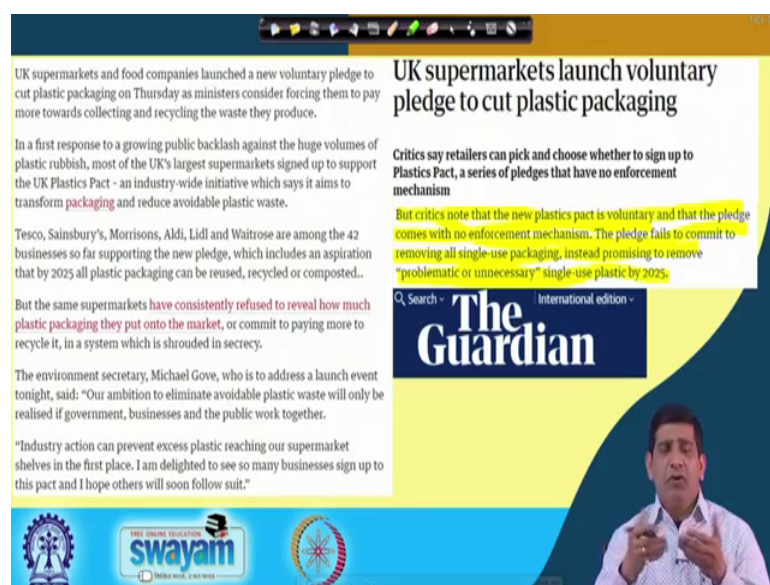 UK supermarkets and food companies launched a new voluntary pledge to
cut plastic packaging on Thursday as ministers consider forcing them to pay
more towards collecting and recycling the waste they produce.
In a first response to a growing public backlash against the huge volumes of
plastic rubbish, most of the UK's largest supermarkets signed up to support
the UK Plastics Pact - an industry-wide initiative which says it aims to
transform packaging and reduce avoidable plastic waste.
Tesco, Sainsbury's, Morrisons, Aldi, Lidl and Waitrose are among the 42
businesses so far supporting the new pledge, which includes an aspiration
that by 2025 all plastic packaging can be reused, recycled or composted..
But the same supermarkets have consistently refused to reveal how much
plastic packaging they put onto the market, or commit to paying more to
recycle it, in a system which is shrouded in secrecy.
The environment secretary, Michael Gove, who is to address a launch event
tonight, said: “Our ambition to eliminate avoidable plastic waste will only be
realised if government, businesses and the public work together.
“Industry action can prevent excess plastic reaching our supermarket
shelves in the first place. I am delighted to see so many businesses sign up to
this pact and I hope others will soon follow suit.”
UK supermarkets launch voluntary
pledge to cut plastic packaging
Critics say retailers can pick and choose whether to sign up to
Plastics Pact, a series of pledges that have no enforcement
mechanism
But critics note that the new plastics pact is voluntary and that the pledge
comes with no enforcement mechanism. The pledge fails to commit to
removing all single-use packaging, instead promising to remove
“problematic or unnecessary” single-use plastic by 2025.
Search
International edition
The
Guardian
FREE ONLINE EDUCATION
swayam